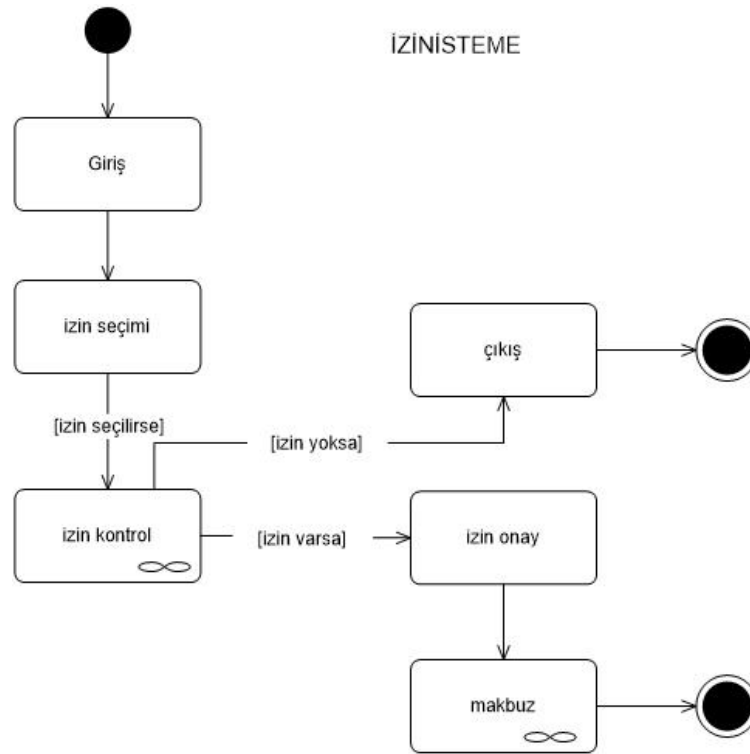 İZİNİSTEME
Giriş
izin seçimi
[izin seçilirse]
çıkış
[izin yoksa]
izin kontrol
[izin varsa]
izin onay
makbuz